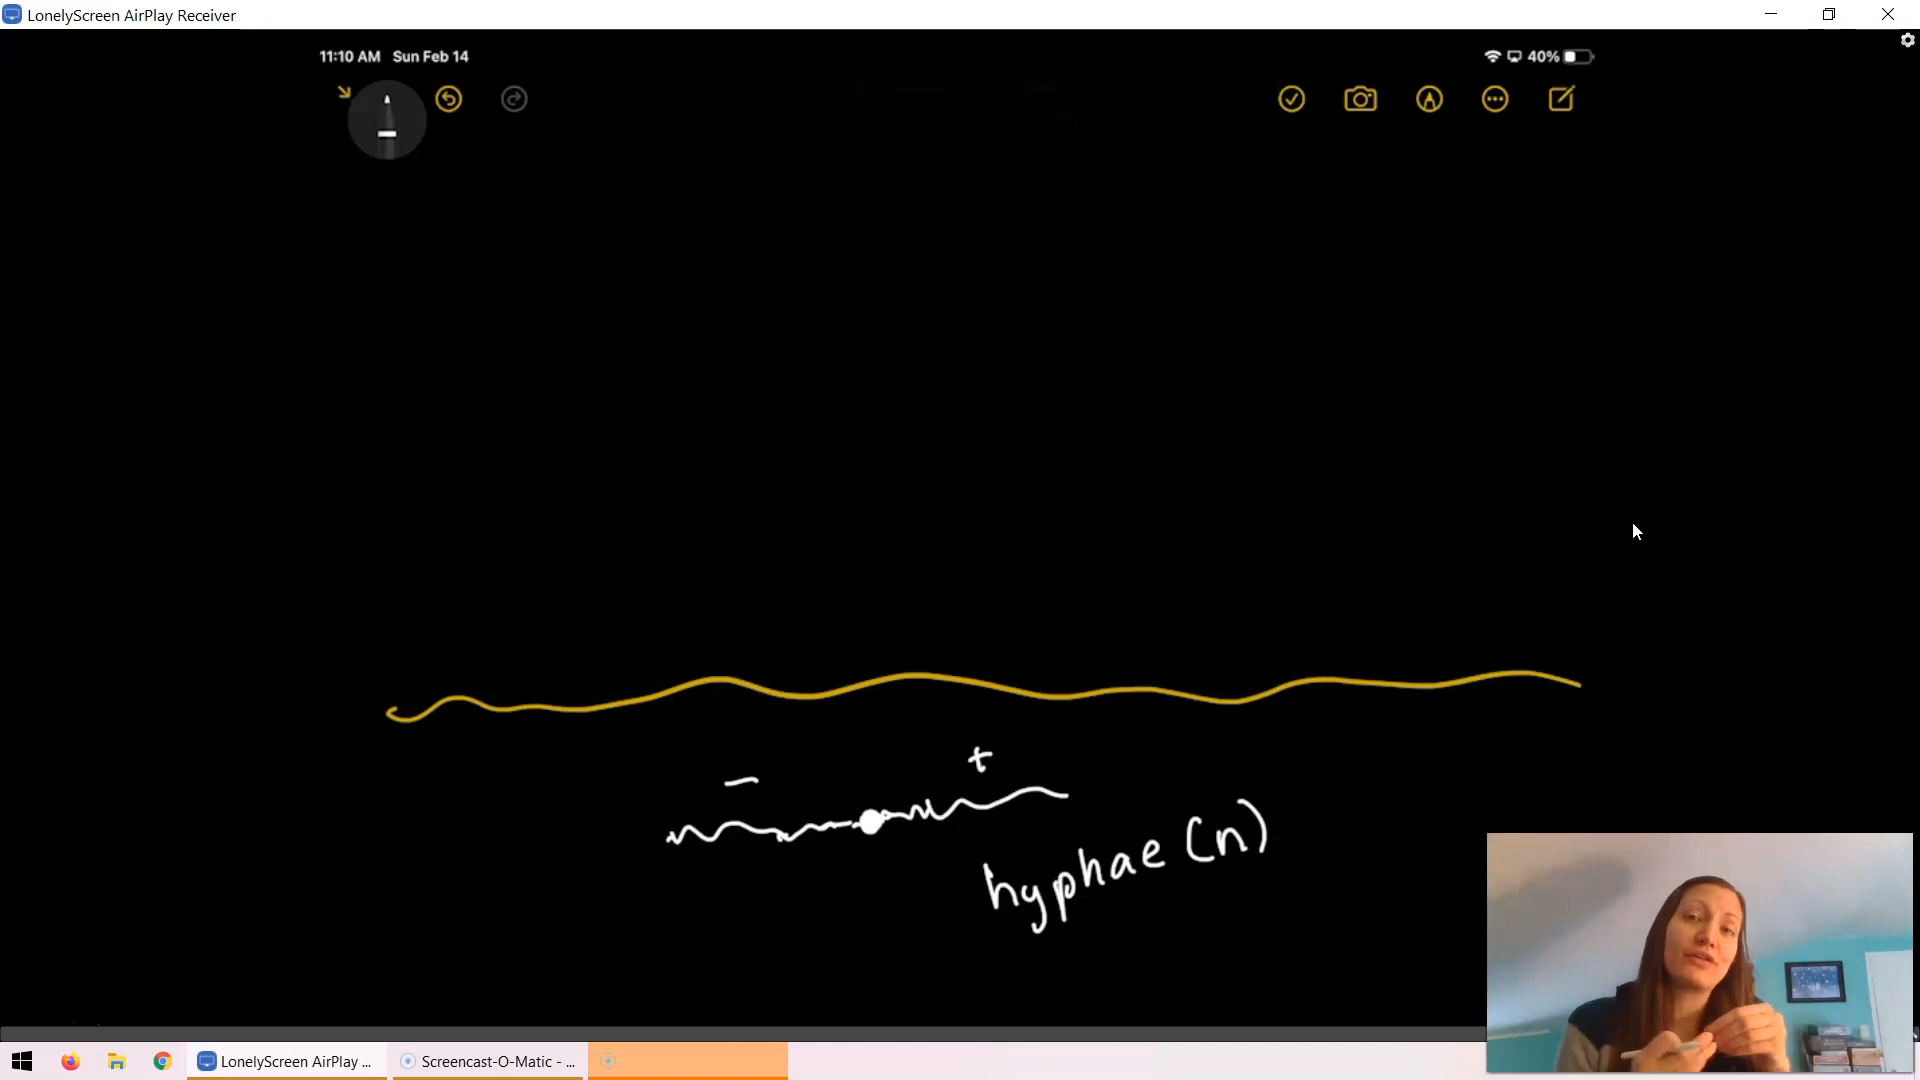 LonelyScreen AirPlay Receiver
11:10 AM Sun Feb 14
40%
− +
hyphae (n)
LonelyScreen AirPlay ...
Screencast-O-Matic - ...